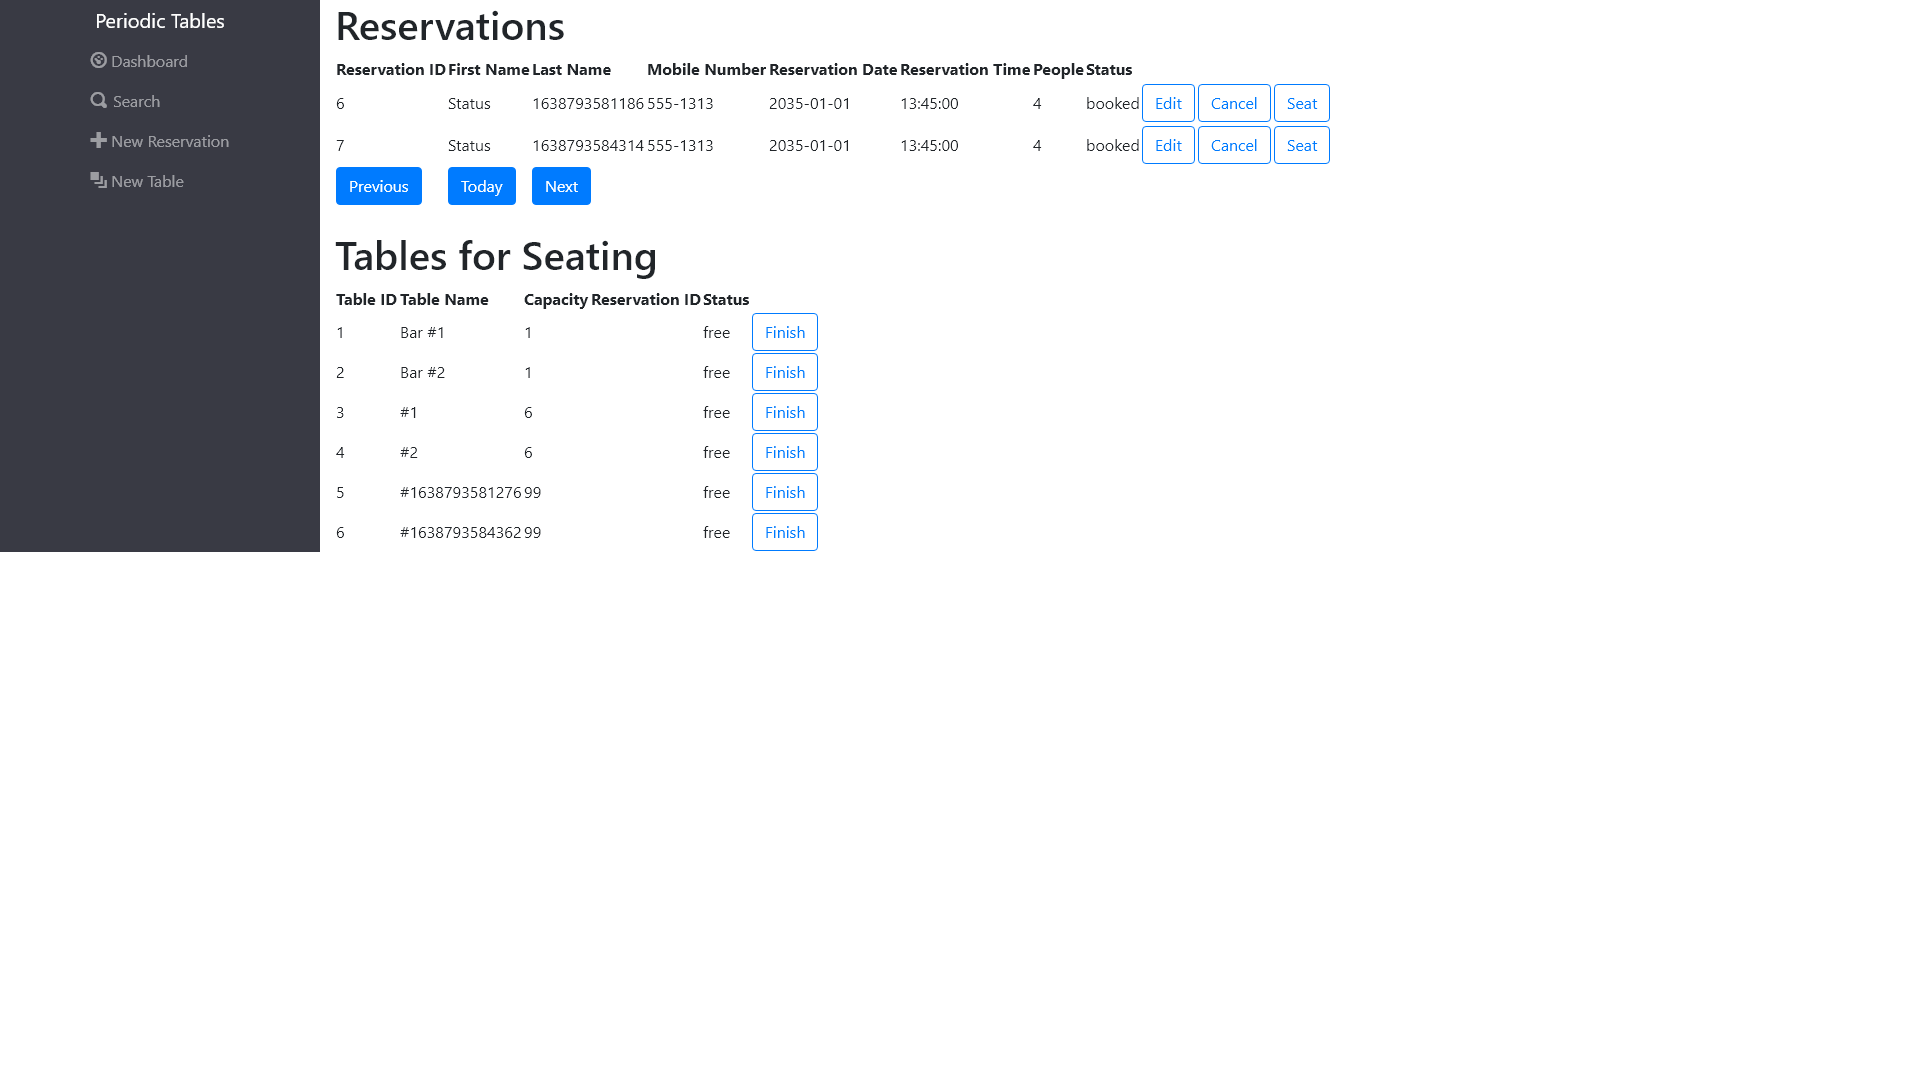 Periodic Tables
Dashboard
Search
New Reservation
New Table
Reservations
Reservation ID First Name Last Name Mobile Number Reservation Date Reservation Time People Status
6 Status 1638793581186 555-1313 2035-01-01 13:45:00 4 booked Edit Cancel Seat
7 Status 1638793584314 555-1313 2035-01-01 13:45:00 4 booked Edit Cancel Seat
Previous Today Next
Tables for Seating
Table ID Table Name Capacity Reservation ID Status
1 Bar #1 1 free Finish
2 Bar #2 1 free Finish
3 #1 6 free Finish
4 #2 6 free Finish
5 #1638793581276 99 free Finish
6 #1638793584362 99 free Finish